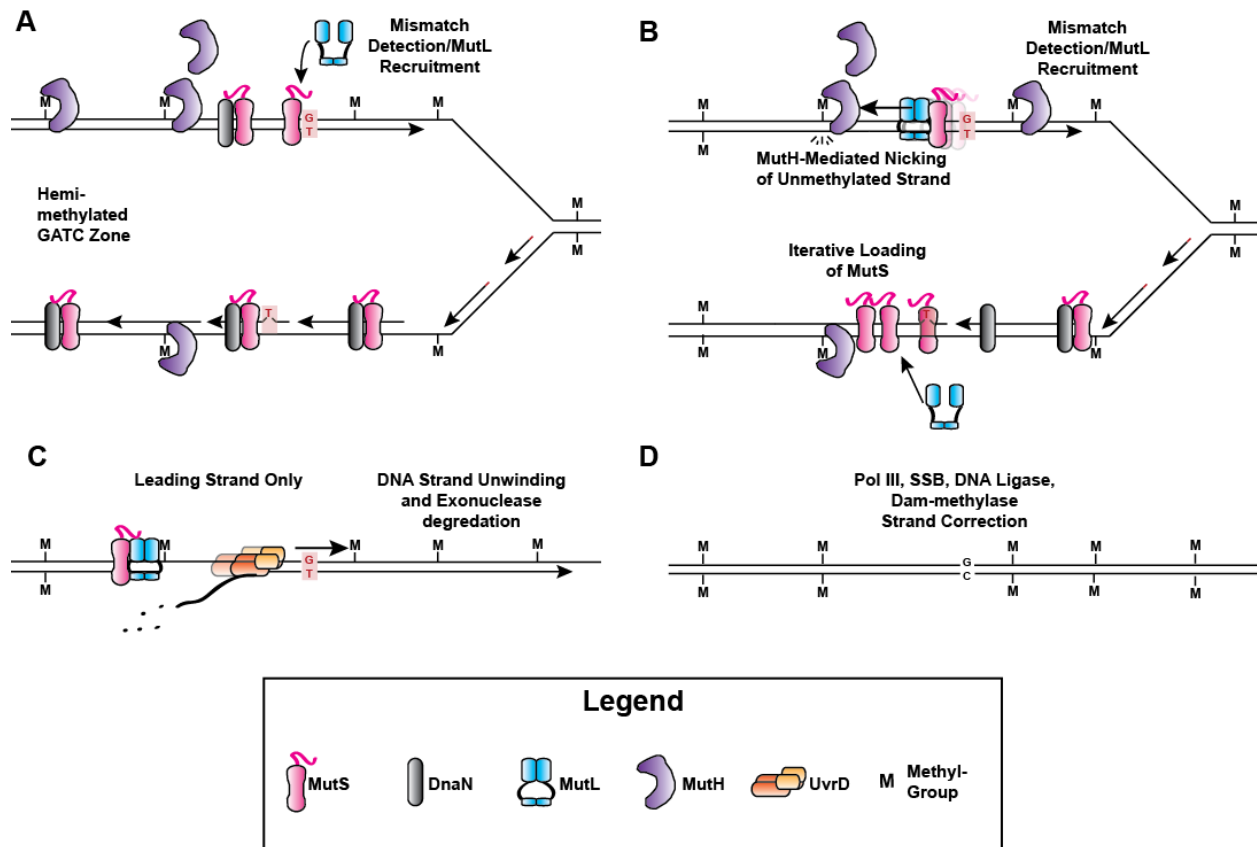 A
Mismatch
Detection/MutL
Recruitment
M
M
M
M
G
T
Hemi-
methylated
GATC Zone
M
M
T
M
M
B
Mismatch
Detection/MutL
Recruitment
M
M
M
M
G
T
M
MutH-Mediated Nicking
of Unmethylated Strand
M
M
Iterative Loading
of MutS
M
T
M
M
M
C
Leading Strand Only
DNA Strand Unwinding
and Exonuclease
degredation
M
M
M
M
M
G
T
M
D
Pol III, SSB, DNA Ligase,
Dam-methylase
Strand Correction
M
M
M
M
M
G
C
M
M
M
M
M
Legend
MutS
DnaN
MutL
MutH
UvrD
M
Methyl-
Group